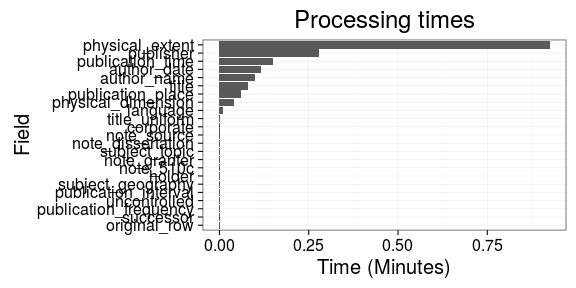 Processing times
physical_extent
publisher
publication_time
author_date
author_name
title
publication_place
physical_dimension
language
title_uniform
corporate
note_source
note_dissertation
subject_topic
note_granter
note_510c
holder
subject_geography
publication_interval
uncontrolled
publication_frequency
successor
original_row
Field
0.00 0.25 0.50 0.75
Time (Minutes)